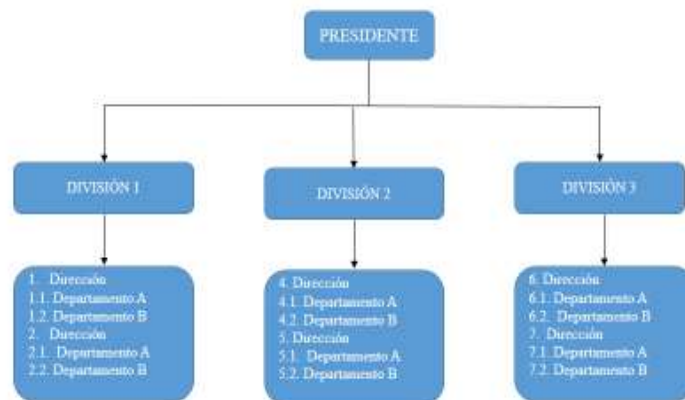 PRESIDENTE
DIVISIÓN 1
DIVISIÓN 2
DIVISIÓN 3
1. Dirección
1.1. Departamento A
1.2. Departamento B
2. Dirección
2.1. Departamento A
2.2. Departamento B
4. Dirección
4.1. Departamento A
4.2. Departamento B
5. Dirección
5.1. Departamento A
5.2. Departamento B
6. Dirección
6.1. Departamento A
6.2. Departamento B
7. Dirección
7.1. Departamento A
7.2. Departamento B